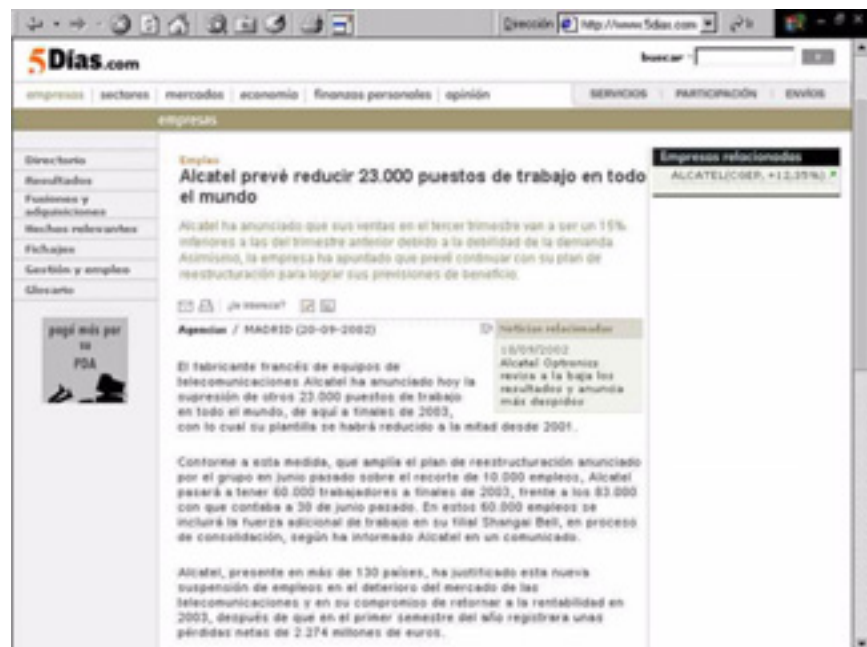 Dirección http://www.5dias.com Ir
5Días.com
buscar
empresas | sectores | mercados | economía | finanzas personales | opinión
SERVICIOS | PARTICIPACIÓN | ENVÍOS
empresas
Directorio
Resultados
Fusiones y
adquisiciones
Hechos relevantes
Fichajes
Gestión y empleo
Glosario
pagé más por
su
PDA
Empleo
Alcatel prevé reducir 23.000 puestos de trabajo en todo
el mundo
Alcatel ha anunciado que sus ventas en el tercer trimestre van a ser un 15%
inferiores a las del trimestre anterior debido a la debilidad de la demanda
Asimismo, la empresa ha apuntado que prevé continuar con su plan de
reestructuración para lograr sus previsiones de beneficio.
¿le interesa?
Agencias / MADRID (20-09-2002)
El fabricante francés de equipos de
telecomunicaciones Alcatel ha anunciado hoy la
supresión de otros 23.000 puestos de trabajo
en todo el mundo, de aquí a finales de 2003,
con lo cual su plantilla se habrá reducido a la mitad desde 2001.
Conforme a esta medida, que amplía el plan de reestructuración anunciado
por el grupo en junio pasado sobre el recorte de 10.000 empleos, Alcatel
pasará a tener 60.000 trabajadores a finales de 2003, frente a los 83.000
con que contaba a 30 de junio pasado. En estos 60.000 empleos se
incluirá la fuerza adicional de trabajo en su filial Shangai Bell, en proceso
de consolidación, según ha informado Alcatel en un comunicado.
Alcatel, presente en más de 130 países, ha justificado esta nueva
suspensión de empleos en el deterioro del mercado de las
telecomunicaciones y en su compromiso de retornar a la rentabilidad en
2003, después de que en el primer semestre del año registrara unas
pérdidas netas de 2.274 millones de euros.
Noticias relacionadas
18/09/2002
Alcatel Optronics
revisa a la baja los
resultados y anuncia
más despidos
Empresas relacionadas
ALCATEL(CGEP, +12,35%)